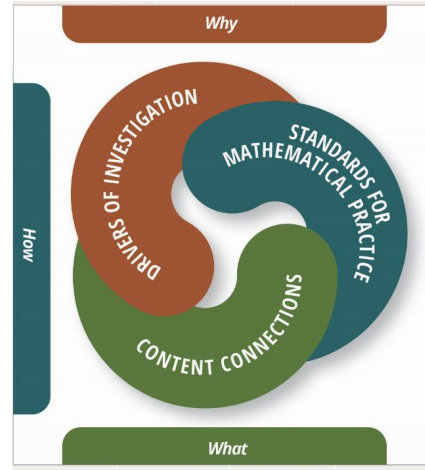 Why
How
DRIVERS OF INVESTIGATION
STANDARDS FOR
MATHEMATICAL PRACTICE
CONTENT CONNECTIONS
What